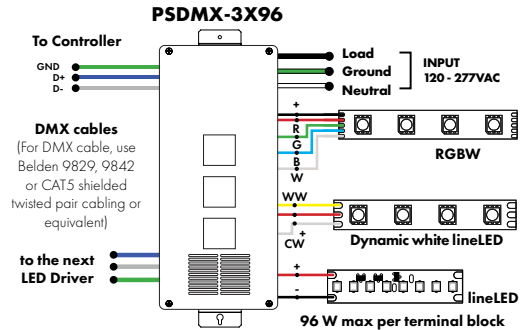 PSDMX-3X96
To Controller
GND
D+
D-
DMX cables
(For DMX cable, use
Belden 9829, 9842
or CAT5 shielded
twisted pair cabling or
equivalent)
to the next
LED Driver
Load
Ground
Neutral
INPUT
120 - 277VAC
+
R
G
B
W
RGBW
WW
+
CW
Dynamic white lineLED
+
-
lineLED
96 W max per terminal block